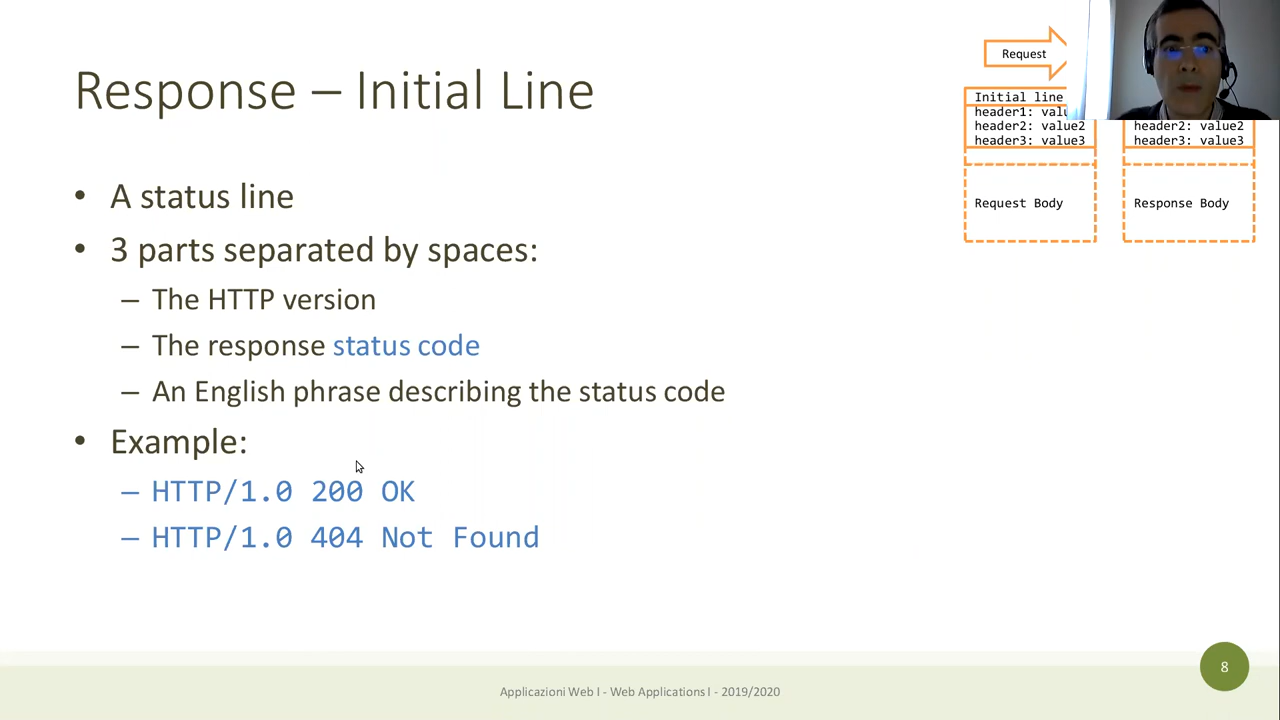 Response – Initial Line
• A status line
• 3 parts separated by spaces:
– The HTTP version
– The response status code
– An English phrase describing the status code
• Example:
– HTTP/1.0 200 OK
– HTTP/1.0 404 Not Found
Request
Initial line
header1: valu
header2: value2
header3: value3
Request Body
header2: value2
header3: value3
Response Body
Applicazioni Web I - Web Applications I - 2019/2020
8